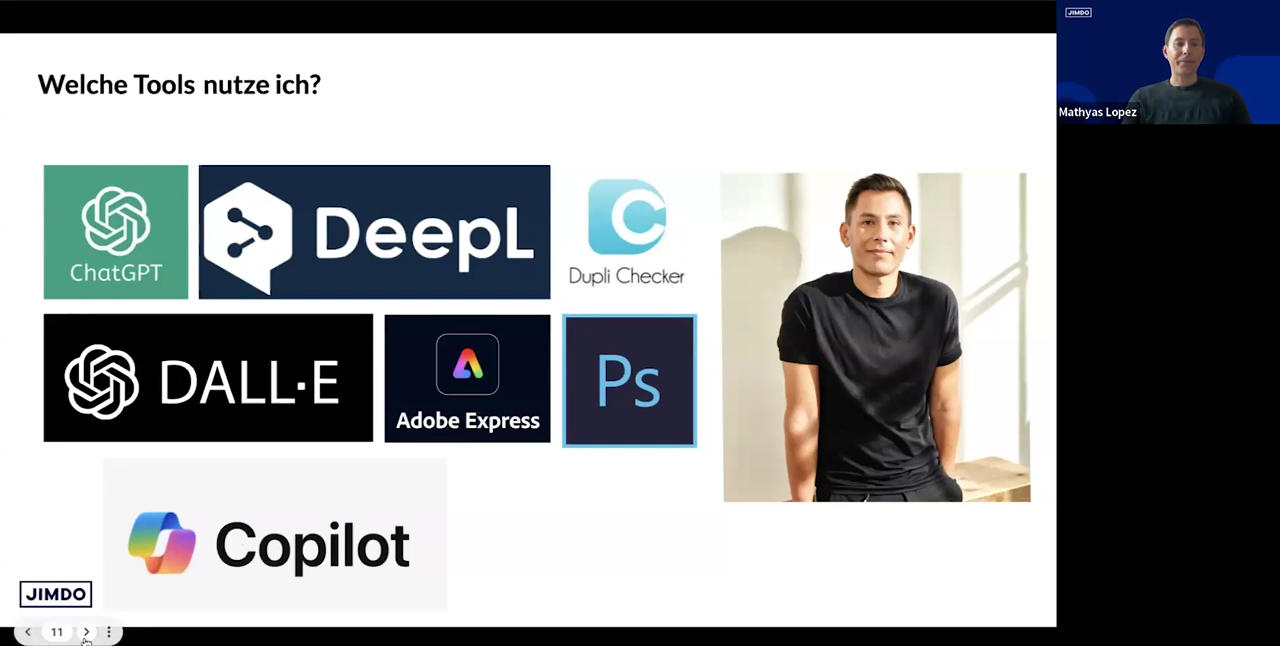 Welche Tools nutze ich?
ChatGPT
DeepL
Dupli Checker
DALL·E
Adobe Express
Ps
Copilot
JIMDO
11
JIMDO
Mathyas Lopez